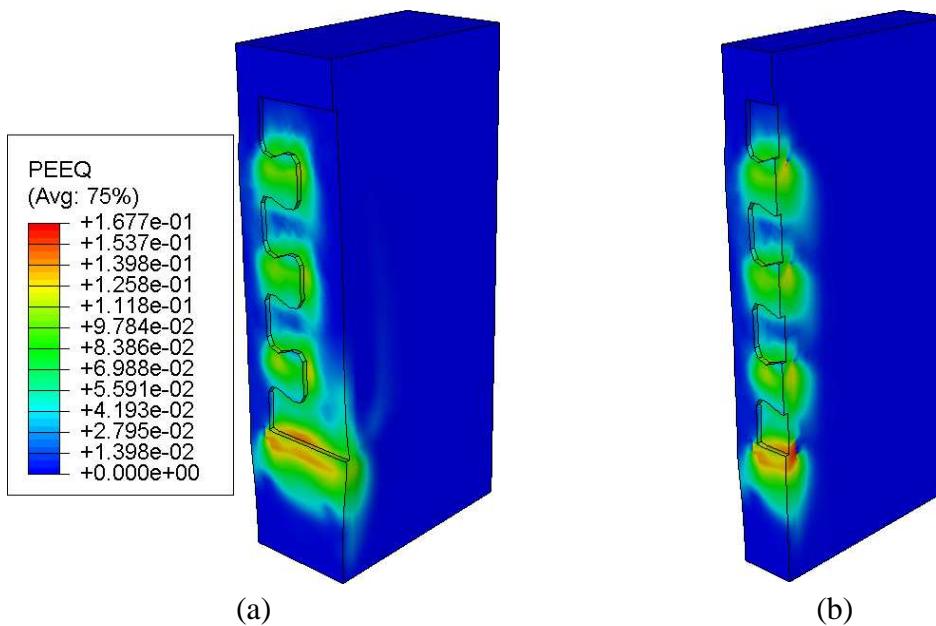 PEEQ
(Avg: 75%)
+1.677e-01
+1.537e-01
+1.398e-01
+1.258e-01
+1.118e-01
+9.784e-02
+8.386e-02
+6.988e-02
+5.591e-02
+4.193e-02
+2.795e-02
+1.398e-02
+0.000e+00
(a)
(b)